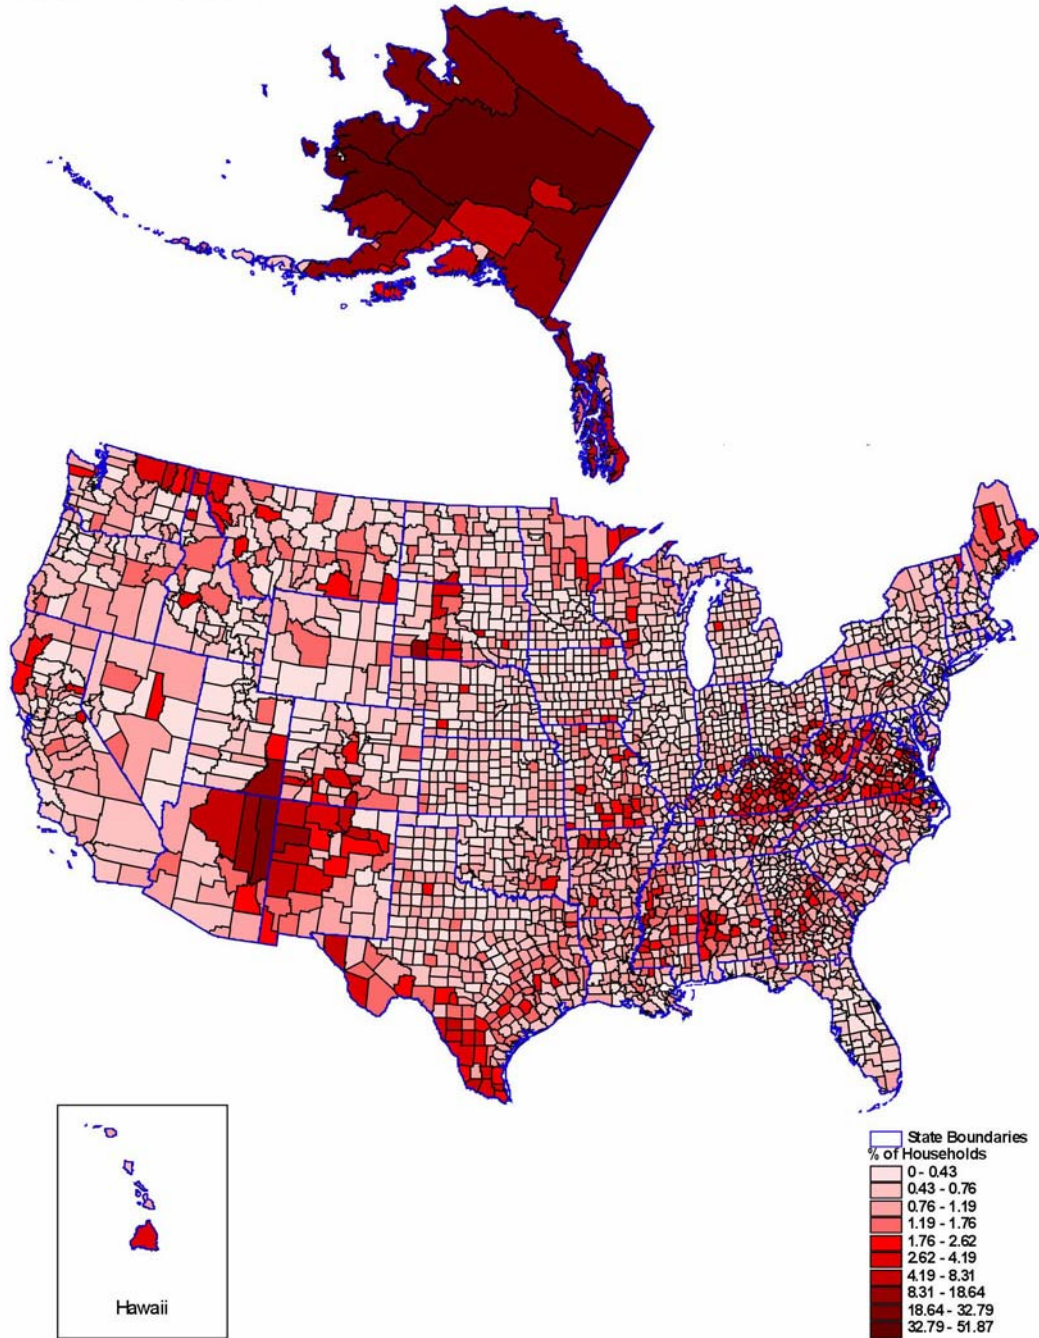 Hawaii
State Boundaries
% of Households
0 - 0.43
0.43 - 0.76
0.76 - 1.19
1.19 - 1.76
1.76 - 2.62
2.62 - 4.19
4.19 - 8.31
8.31 - 18.64
18.64 - 32.79
32.79 - 51.87